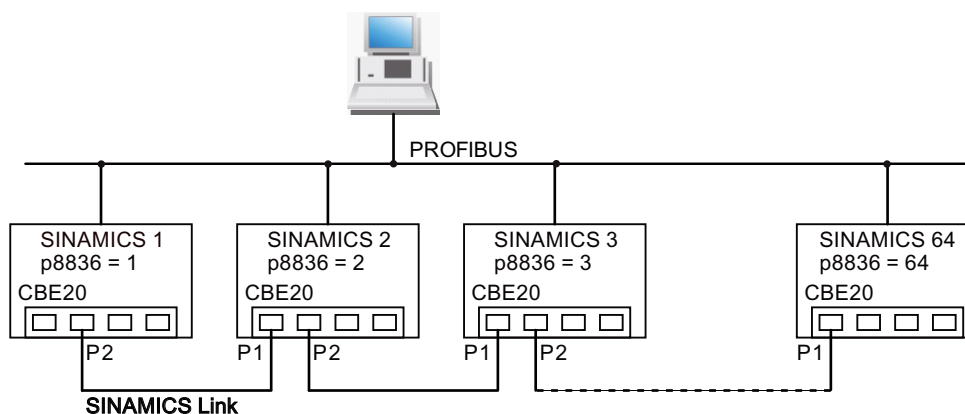 PROFIBUS
SINAMICS 1
p8836 = 1
CBE20
P2
SINAMICS 2
p8836 = 2
CBE20
P1
P2
SINAMICS 3
p8836 = 3
CBE20
P1
P2
SINAMICS 64
p8836 = 64
CBE20
P1
SINAMICS Link